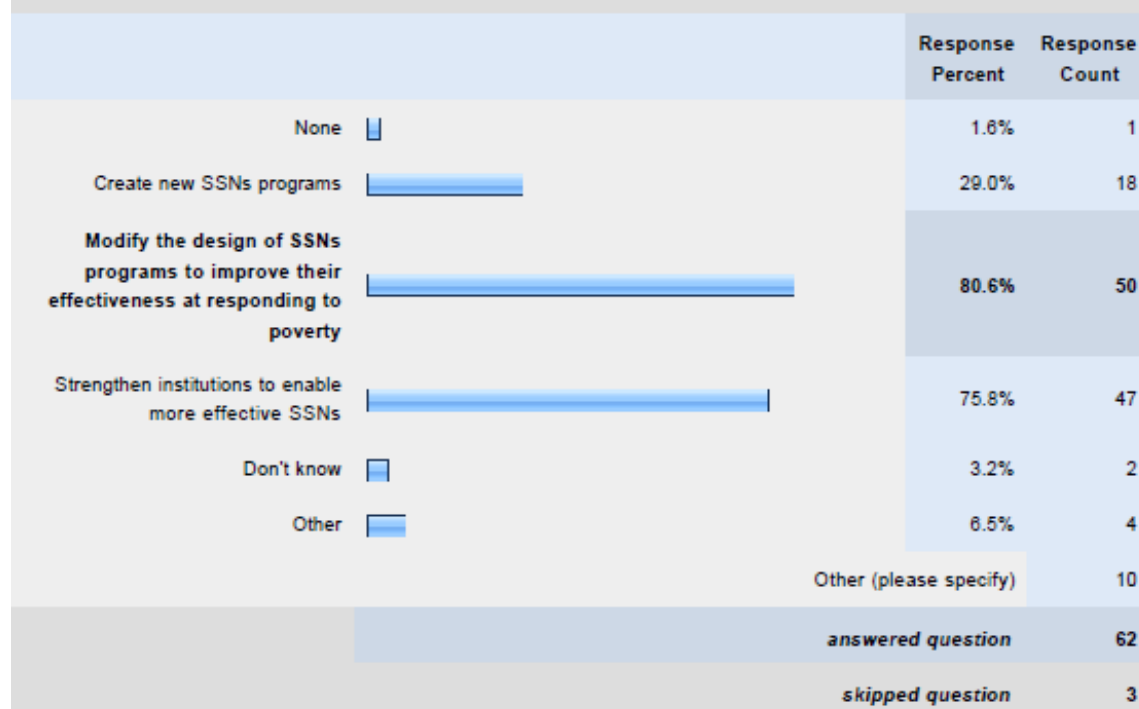 Response Response
Percent Count
None 1.6% 1
Create new SSNs programs 29.0% 18
Modify the design of SSNs
programs to improve their
effectiveness at responding to
poverty
80.6% 50
Strengthen institutions to enable
more effective SSNs
75.8% 47
Don't know 3.2% 2
Other 6.5% 4
Other (please specify) 10
answered question 62
skipped question 3